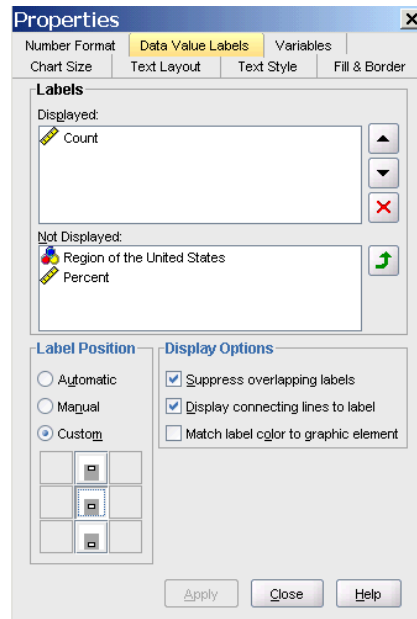 Properties
Number Format Data Value Labels Variables
Chart Size Text Layout Text Style Fill & Border
Labels
Displayed:
Count
Not Displayed:
Region of the United States
Percent
Label Position Display Options
Automatic Suppress overlapping labels
Manual Display connecting lines to label
Custom Match label color to graphic element
Apply Close Help